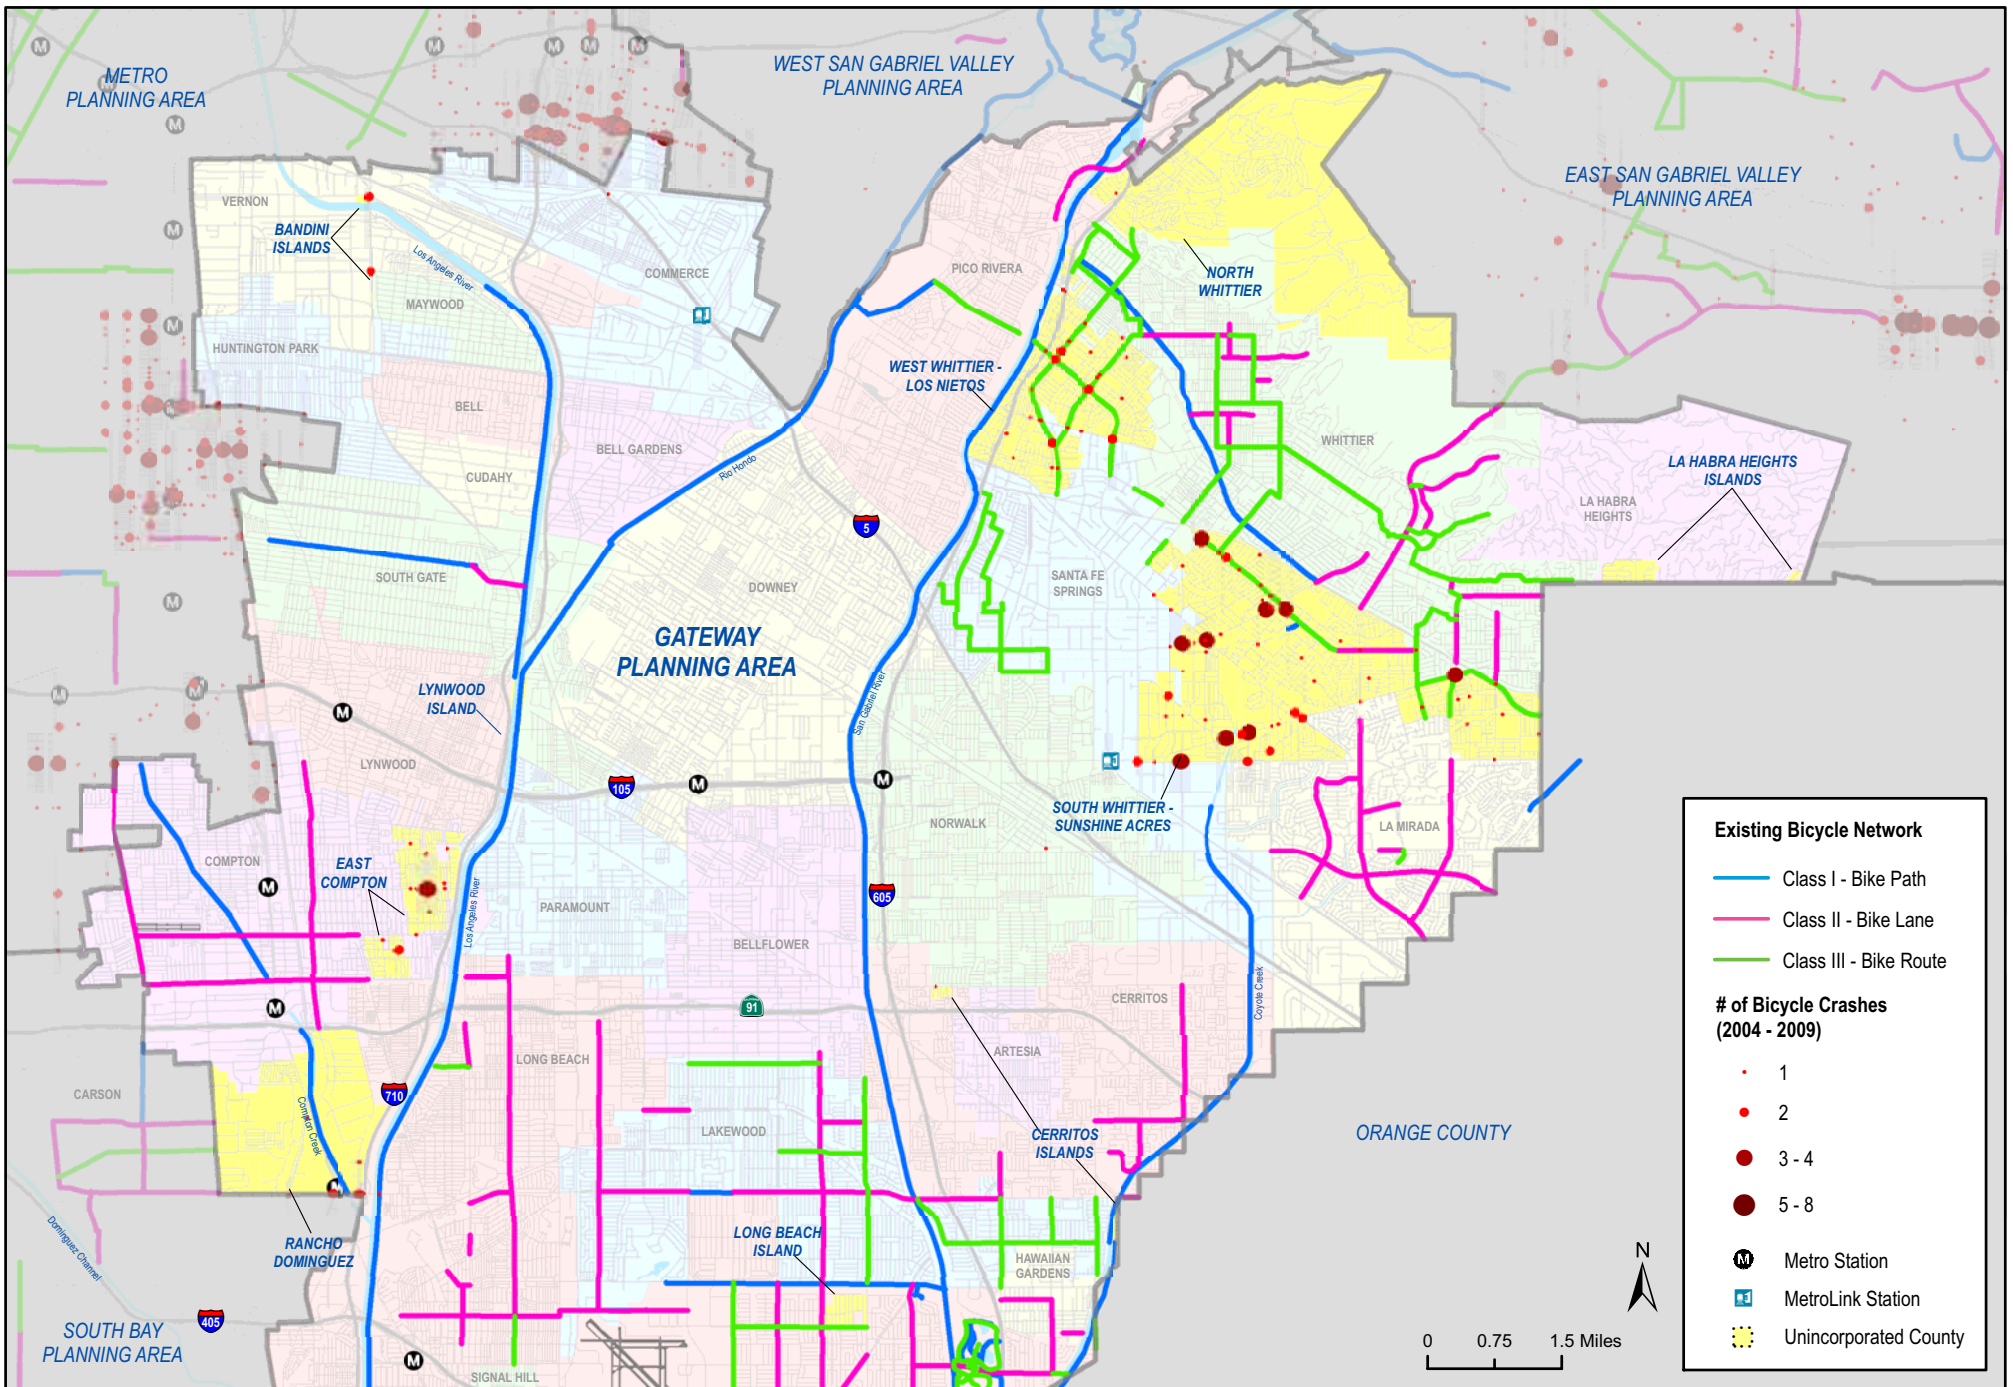 METRO
PLANNING AREA
WEST SAN GABRIEL VALLEY
PLANNING AREA
EAST SAN GABRIEL VALLEY
PLANNING AREA
M
M
M
M
M
M
M
M
M
M
M
M
M
VERNON
BANDINI
ISLANDS
Los Angeles River
COMMERCE
MAYWOOD
HUNTINGTON PARK
PICO RIVERA
NORTH
WHITTIER
WEST WHITTIER -
LOS NIETOS
BELL
BELL GARDENS
CUDAHY
Rio Hondo
WHITTIER
LA HABRA HEIGHTS
ISLANDS
LA HABRA
HEIGHTS
5
SOUTH GATE
DOWNEY
SANTA FE
SPRINGS
GATEWAY
PLANNING AREA
LYNWOOD
ISLAND
M
San Gabriel River
LYNWOOD
105
M
M
SOUTH WHITTIER -
SUNSHINE ACRES
NORWALK
LA MIRADA
COMPTON
EAST
COMPTON
M
Los Angeles River
PARAMOUNT
605
BELLFLOWER
CERRITOS
Coyote Creek
M
91
LONG BEACH
ARTESIA
CARSON
710
Compton Creek
LAKEWOOD
CERRITOS
ISLANDS
ORANGE COUNTY
M
Dominguez Channel
RANCHO
DOMINGUEZ
LONG BEACH
ISLAND
HAWAIIAN
GARDENS
405
SOUTH BAY
PLANNING AREA
M
SIGNAL HILL
N
0 0.75 1.5 Miles
Existing Bicycle Network
Class I - Bike Path
Class II - Bike Lane
Class III - Bike Route
# of Bicycle Crashes
(2004 - 2009)
1
2
3 - 4
5 - 8
M Metro Station
MetroLink Station
Unincorporated County